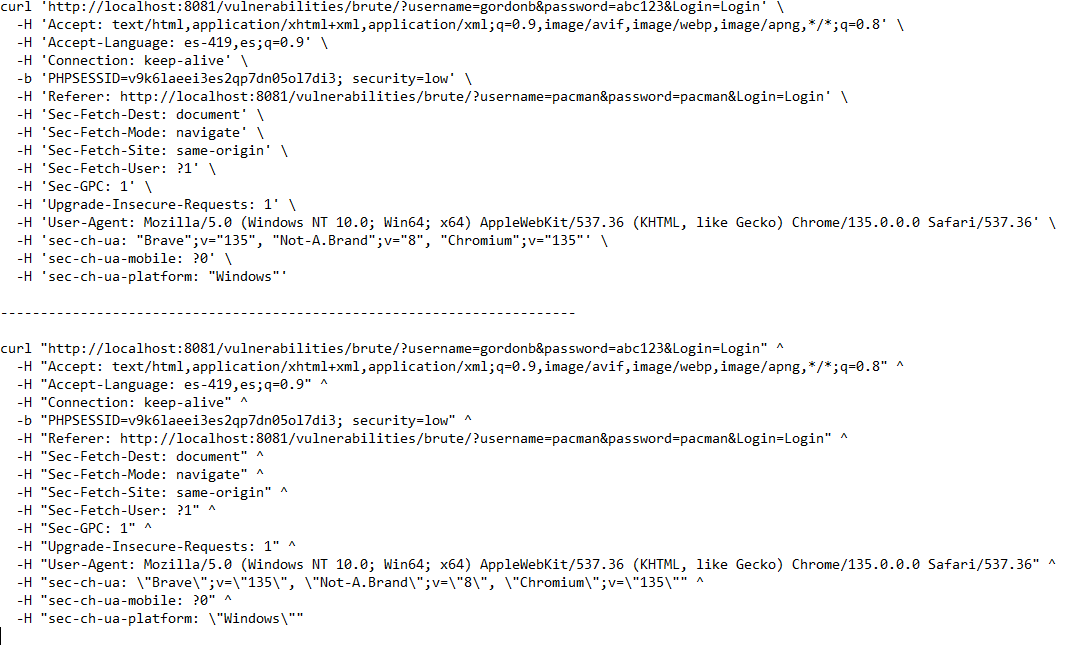 curl 'http://localhost:8081/vulnerabilities/brute/?username=gordonb&password=abc123&Login=Login' \
-H 'Accept: text/html,application/xhtml+xml,application/xml;q=0.9,image/avif,image/webp,image/apng,*/*;q=0.8' \
-H 'Accept-Language: es-419,es;q=0.9' \
-H 'Connection: keep-alive' \
-b 'PHPSESSID=v9k6laeei3es2qp7dn05ol7di3; security=low' \
-H 'Referer: http://localhost:8081/vulnerabilities/brute/?username=pacman&password=pacman&Login=Login' \
-H 'Sec-Fetch-Dest: document' \
-H 'Sec-Fetch-Mode: navigate' \
-H 'Sec-Fetch-Site: same-origin' \
-H 'Sec-Fetch-User: ?1' \
-H 'Sec-GPC: 1' \
-H 'Upgrade-Insecure-Requests: 1' \
-H 'User-Agent: Mozilla/5.0 (Windows NT 10.0; Win64; x64) AppleWebKit/537.36 (KHTML, like Gecko) Chrome/135.0.0.0 Safari/537.36' \
-H 'sec-ch-ua: "Brave";v="135", "Not-A.Brand";v="8", "Chromium";v="135"' \
-H 'sec-ch-ua-mobile: ?0' \
-H 'sec-ch-ua-platform: "Windows"'
------------------------------------------------------------------------
curl "http://localhost:8081/vulnerabilities/brute/?username=gordonb&password=abc123&Login=Login" ^
-H "Accept: text/html,application/xhtml+xml,application/xml;q=0.9,image/avif,image/webp,image/apng,*/*;q=0.8" ^
-H "Accept-Language: es-419,es;q=0.9" ^
-H "Connection: keep-alive" ^
-b "PHPSESSID=v9k6laeei3es2qp7dn05ol7di3; security=low" ^
-H "Referer: http://localhost:8081/vulnerabilities/brute/?username=pacman&password=pacman&Login=Login" ^
-H "Sec-Fetch-Dest: document" ^
-H "Sec-Fetch-Mode: navigate" ^
-H "Sec-Fetch-Site: same-origin" ^
-H "Sec-Fetch-User: ?1" ^
-H "Sec-GPC: 1" ^
-H "Upgrade-Insecure-Requests: 1" ^
-H "User-Agent: Mozilla/5.0 (Windows NT 10.0; Win64; x64) AppleWebKit/537.36 (KHTML, like Gecko) Chrome/135.0.0.0 Safari/537.36" ^
-H "sec-ch-ua: \"Brave\";v=\"135\", \"Not-A.Brand\";v=\"8\", \"Chromium\";v=\"135\"" ^
-H "sec-ch-ua-mobile: ?0" ^
-H "sec-ch-ua-platform: \"Windows\""